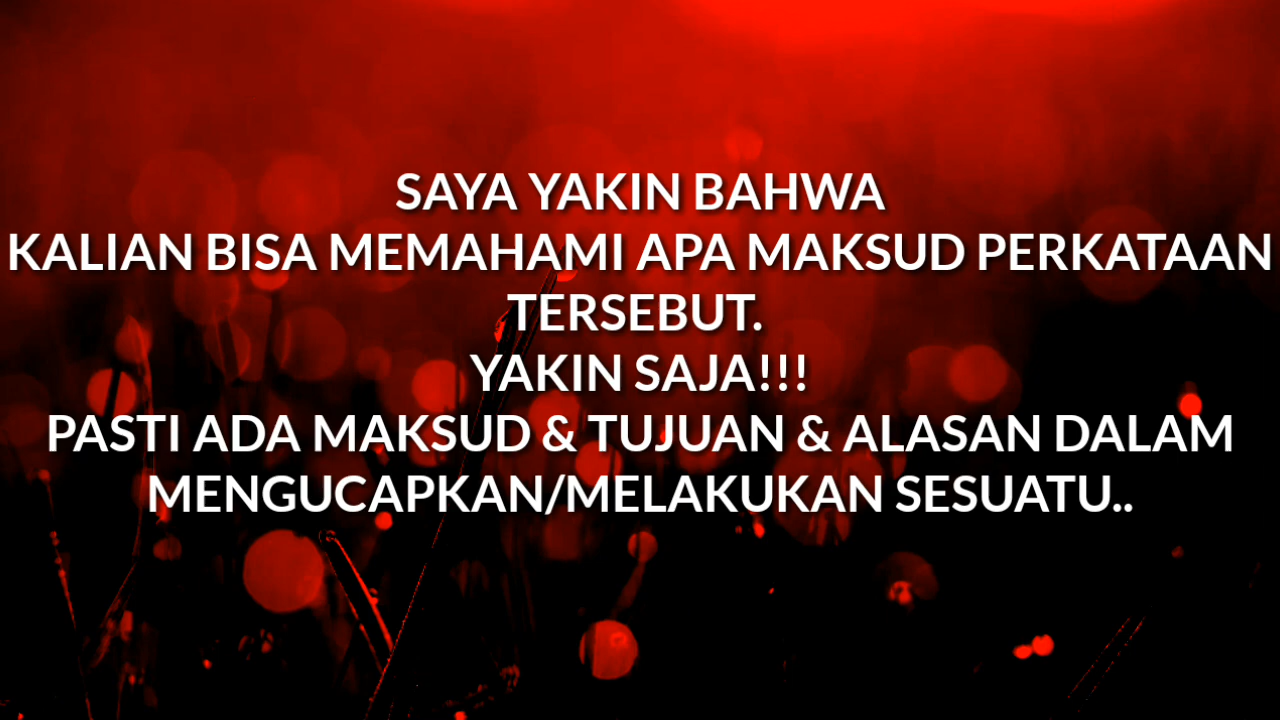 SAYA YAKIN BAHWA
KALIAN BISA MEMAHAMI APA MAKSUD PERKATAAN
TERSEBUT.
YAKIN SAJA!!!
PASTI ADA MAKSUD & TUJUAN & ALASAN DALAM
MENGUCAPKAN/MELAKUKAN SESUATU..